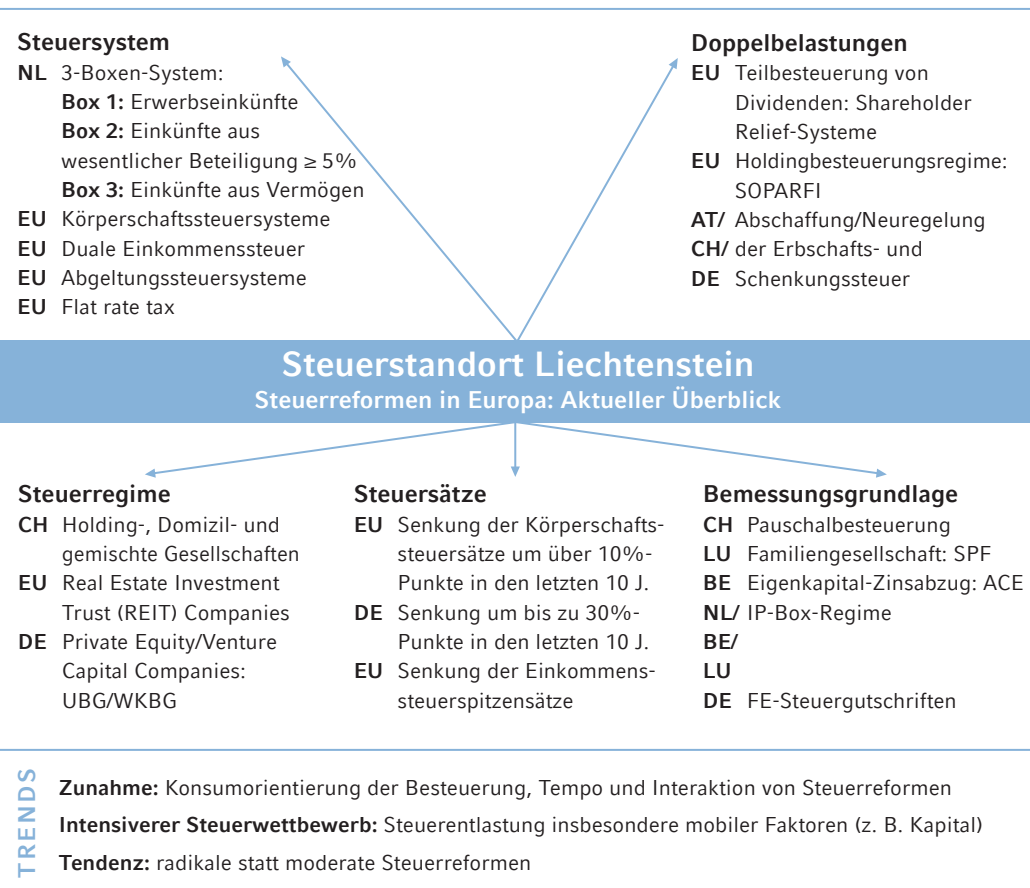 Steuersystem
NL 3-Boxen-System:
Box 1: Erwerbseinkünfte
Box 2: Einkünfte aus
wesentlicher Beteiligung ≥ 5%
Box 3: Einkünfte aus Vermögen
EU Körperschaftssteuersysteme
EU Duale Einkommenssteuer
EU Abgeltungssteuersysteme
EU Flat rate tax
Doppelbelastungen
EU Teilbesteuerung von
Dividenden: Shareholder
Relief-Systeme
EU Holdingbesteuerungsregime:
SOPARFI
AT/ Abschaffung/Neuregelung
CH/ der Erbschafts- und
DE Schenkungssteuer
Steuerstandort Liechtenstein
Steuerreformen in Europa: Aktueller Überblick
Steuerregime
CH Holding-, Domizil- und
gemischte Gesellschaften
EU Real Estate Investment
Trust (REIT) Companies
DE Private Equity/Venture
Capital Companies:
UBG/WKBG
Steuersätze
EU Senkung der Körperschafts-
steuersätze um über 10%-
Punkte in den letzten 10 J.
DE Senkung um bis zu 30%-
Punkte in den letzten 10 J.
EU Senkung der Einkommens-
steuerspitzensätze
Bemessungsgrundlage
CH Pauschalbesteuerung
LU Familiengesellschaft: SPF
BE Eigenkapital-Zinsabzug: ACE
NL/ IP-Box-Regime
BE/
LU
DE FE-Steuergutschriften
TRENDS
Zunahme: Konsumorientierung der Besteuerung, Tempo und Interaktion von Steuerreformen
Intensiverer Steuerwettbewerb: Steuerentlastung insbesondere mobiler Faktoren (z. B. Kapital)
Tendenz: radikale statt moderate Steuerreformen